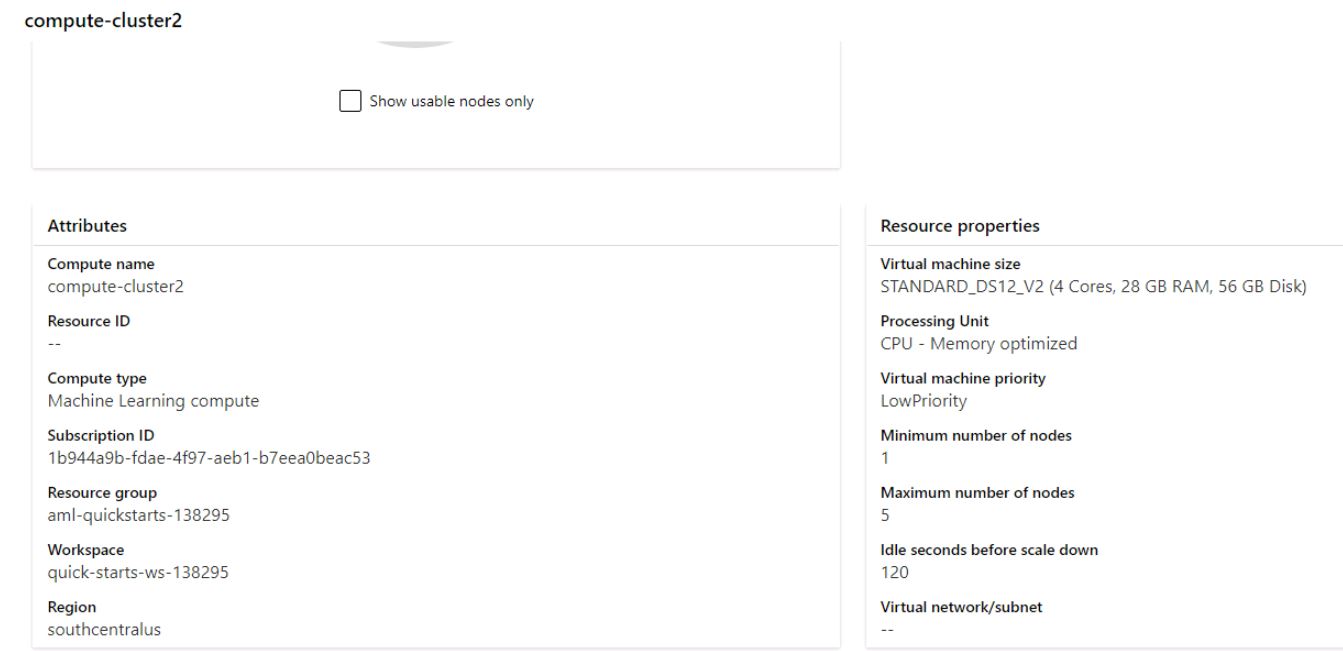 compute-cluster2
Show usable nodes only
Attributes
Compute name
compute-cluster2
Resource ID
--
Compute type
Machine Learning compute
Subscription ID
1b944a9b-fdae-4f97-aeb1-b7eea0beac53
Resource group
aml-quickstarts-138295
Workspace
quick-starts-ws-138295
Region
southcentralus
Resource properties
Virtual machine size
STANDARD_DS12_V2 (4 Cores, 28 GB RAM, 56 GB Disk)
Processing Unit
CPU - Memory optimized
Virtual machine priority
LowPriority
Minimum number of nodes
1
Maximum number of nodes
5
Idle seconds before scale down
120
Virtual network/subnet
--